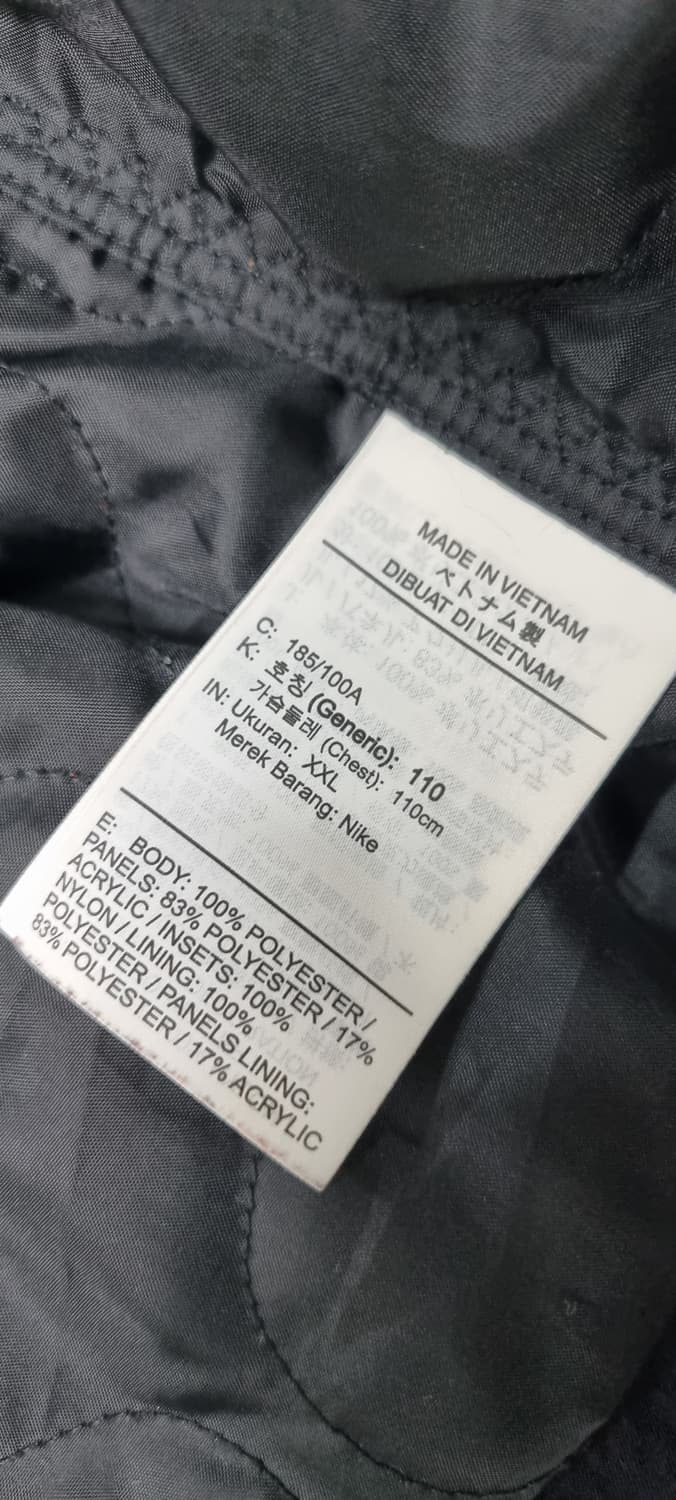 MADE IN VIETNAM
ベトナム製
DIBUAT DI VIETNAM
C: 185/100A
K: 호칭 (Generic): 110
가슴둘레 (Chest): 110cm
IN: Ukuran: XXL
Merek Barang: Nike
E: BODY: 100% POLYESTER /
PANELS: 83% POLYESTER / 17%
ACRYLIC / INSETS: 100%
NYLON / LINING: 100%
POLYESTER / PANELS LINING:
83% POLYESTER / 17% ACRYLIC